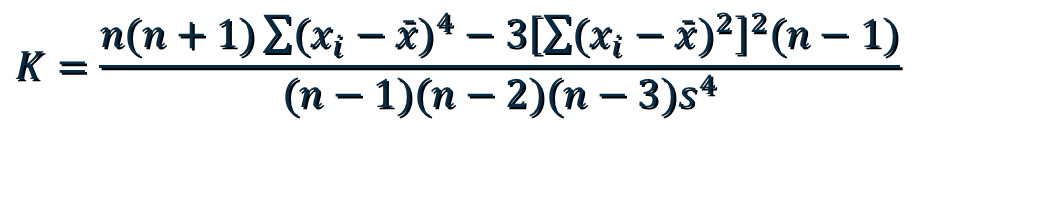 K = n(n + 1) ∑(xᵢ − x̄)⁴ − 3[∑(xᵢ − x̄)²]²(n − 1)
(n − 1)(n − 2)(n − 3)s⁴